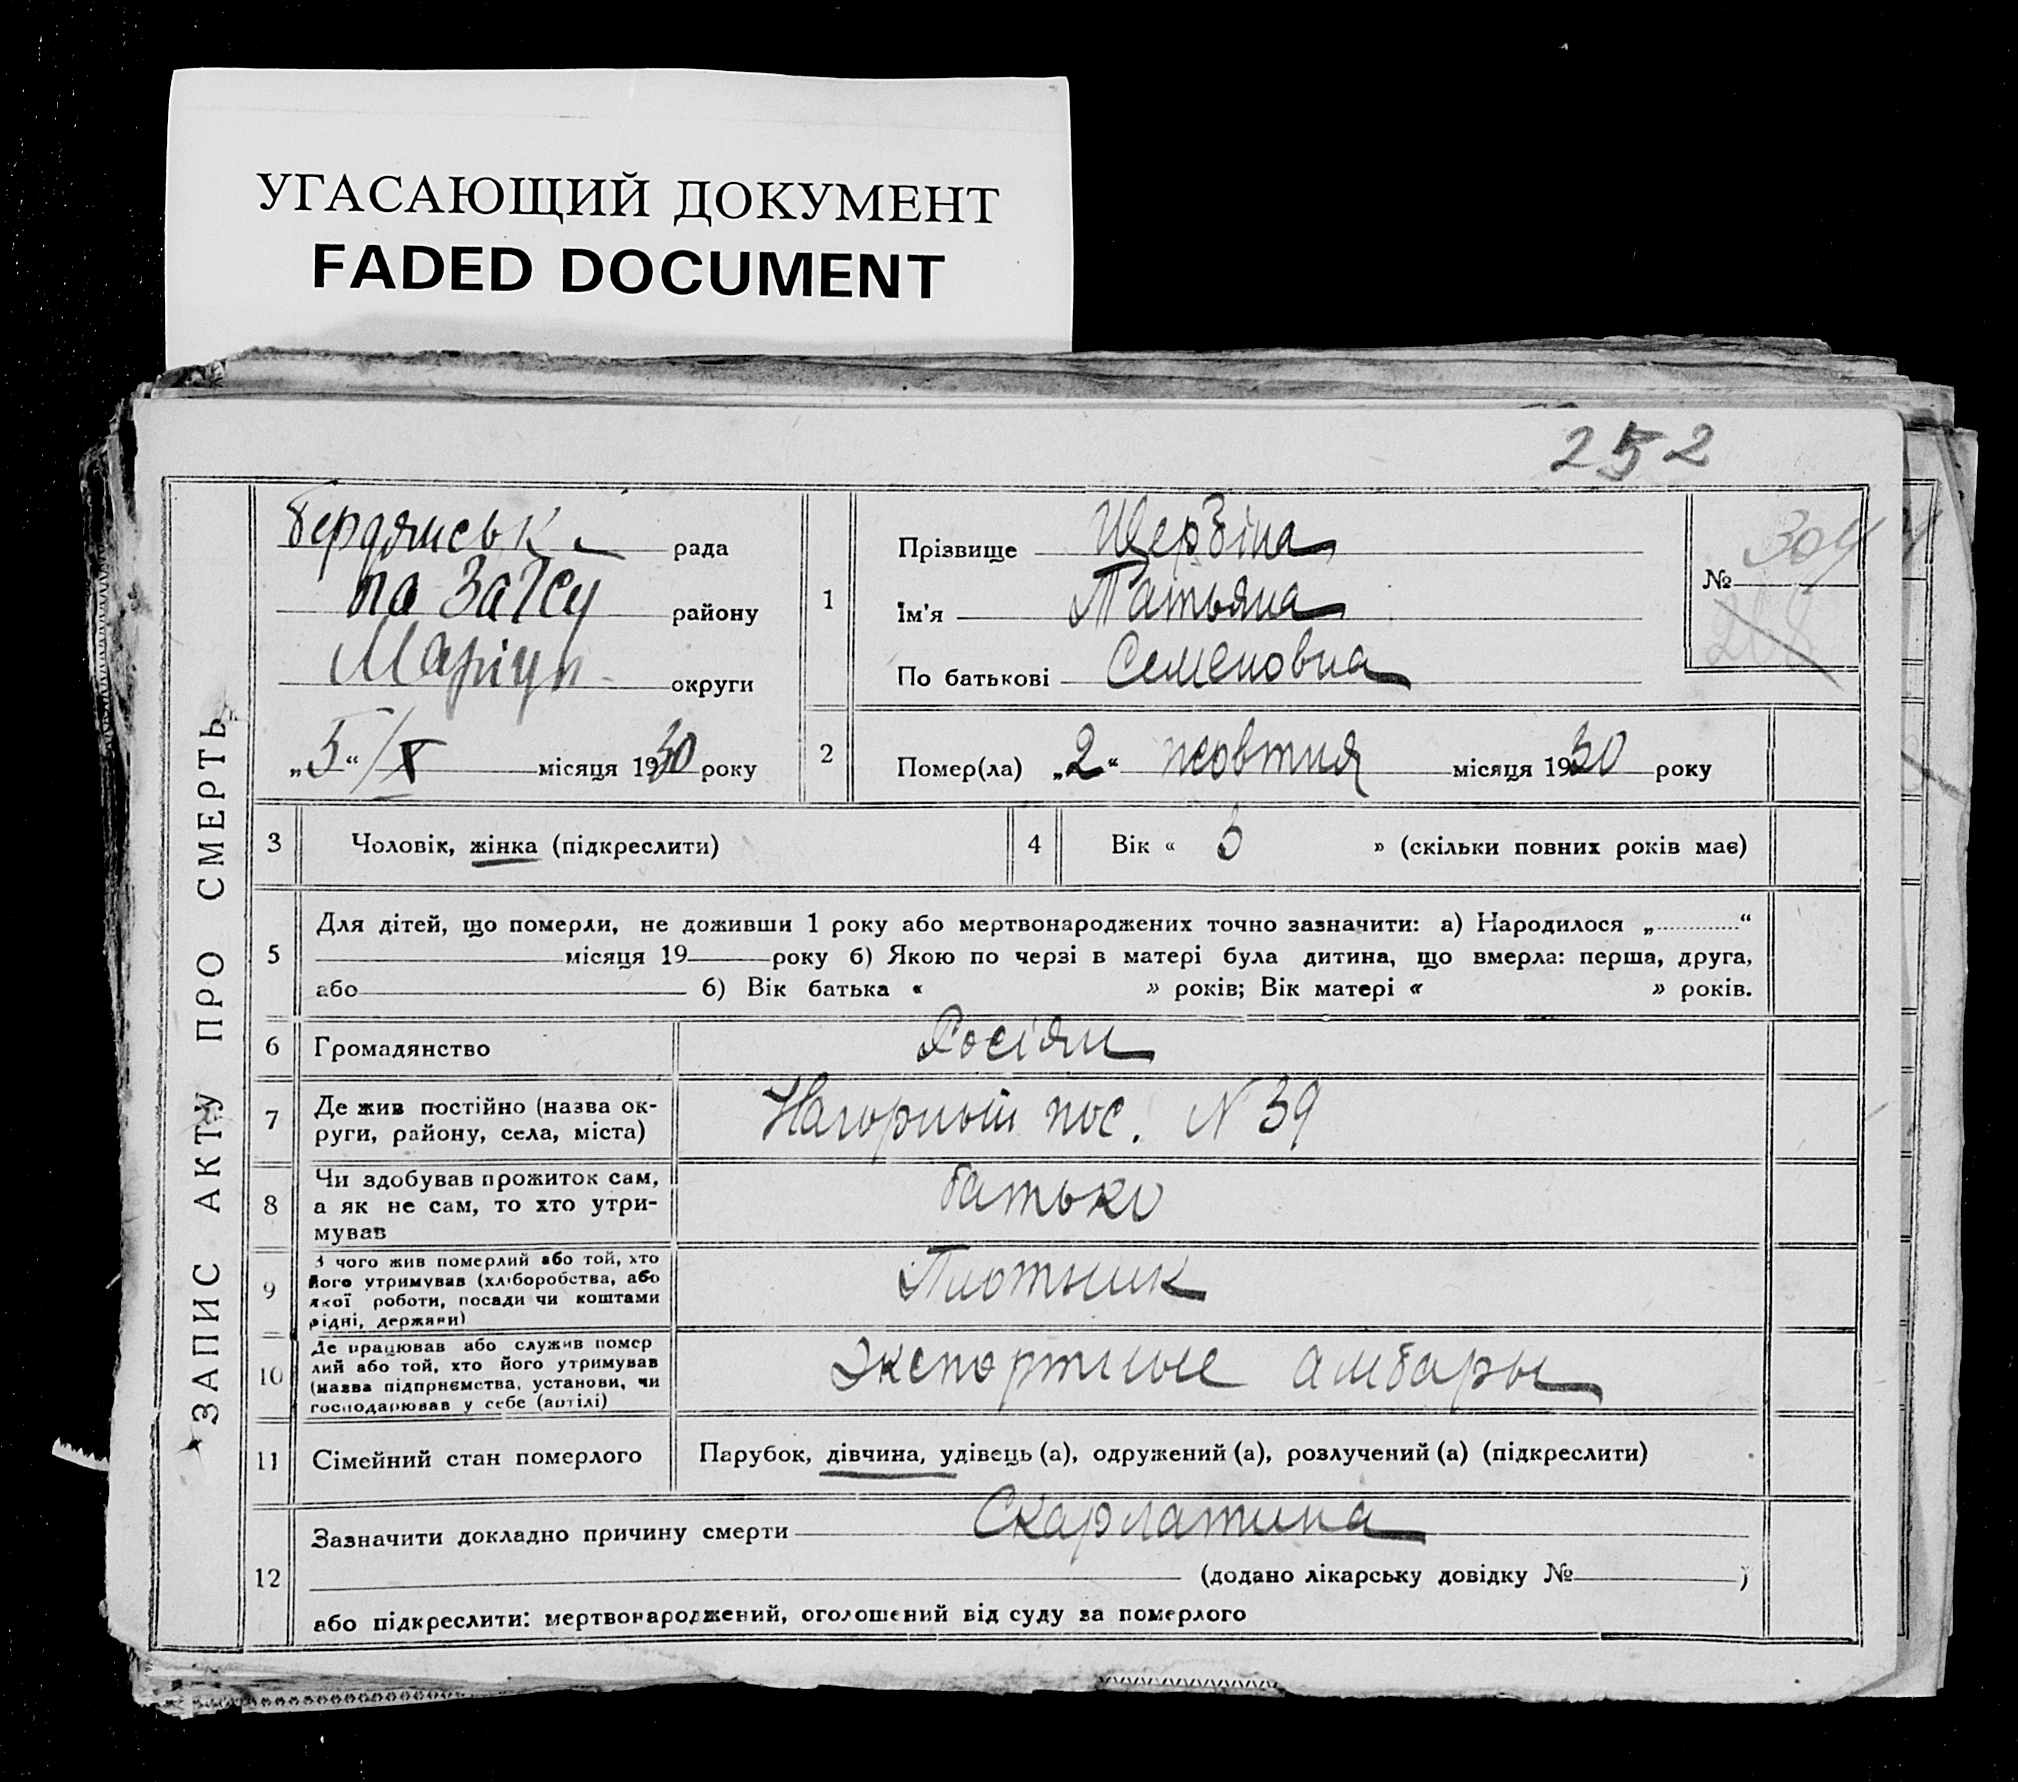 УГАСАЮЩИЙ ДОКУМЕНТ
FADED DOCUMENT
252
ЗАПИС АКТУ ПРО СМЕРТЬ
Бердянськ рада
па Загсу району
Маріуп. округи
„5“/X місяця 1930 року
1
Прізвище Щербіна
Ім'я Татьяна
По батькові Семеновна
№ 309
268
2
Помер(ла) „2“ жовтня місяця 1930 року
3 Чоловік, жінка (підкреслити)
4 Вік « 3 » (скільки повних років має)
5 Для дітей, що померли, не доживши 1 року або мертвонароджених точно зазначити: а) Народилося „ “
місяця 19 року б) Якою по черзі в матері була дитина, що вмерла: перша, друга,
або б) Вік батька « » років; Вік матері « » років.
6 Громадянство Росіян
7 Де жив постійно (назва ок-
руги, району, села, міста) Нагорный пос. N 39
8 Чи здобував прожиток сам,
а як не сам, то хто утри-
мував батько
9 З чого жив померлий або той, хто
його утримував (хліборобства, або
якої роботи, посади чи коштами
рідні, держави) Плотник
10 Де працював або служив помер
лий або той, хто його утримував
(назва підприємства, установи, чи
господарював у себе (артілі) Экспортные амбары
11 Сімейний стан померлого Парубок, дівчина, удівець (а), одружений (а), розлучений (а) (підкреслити)
12 Зазначити докладно причину смерти Скарлатина
(додано лікарську довідку № )
або підкреслити: мертвонароджений, оголошений від суду за померлого